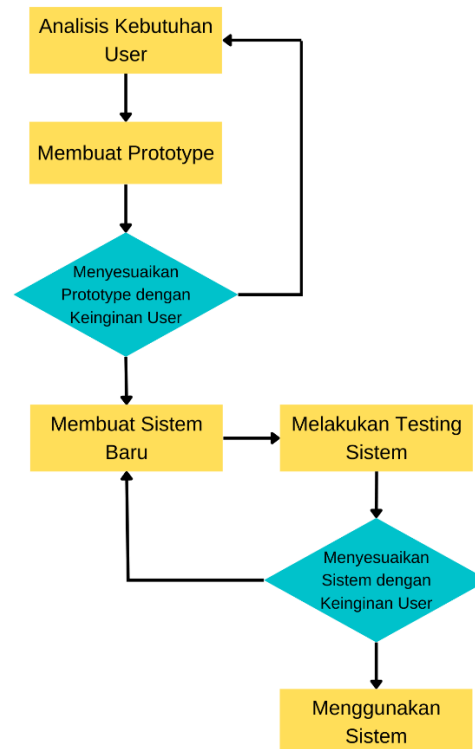 Analisis Kebutuhan
User
Membuat Prototype
Menyesuaikan
Prototype dengan
Keinginan User
Membuat Sistem
Baru
Melakukan Testing
Sistem
Menyesuaikan
Sistem dengan
Keinginan User
Menggunakan
Sistem